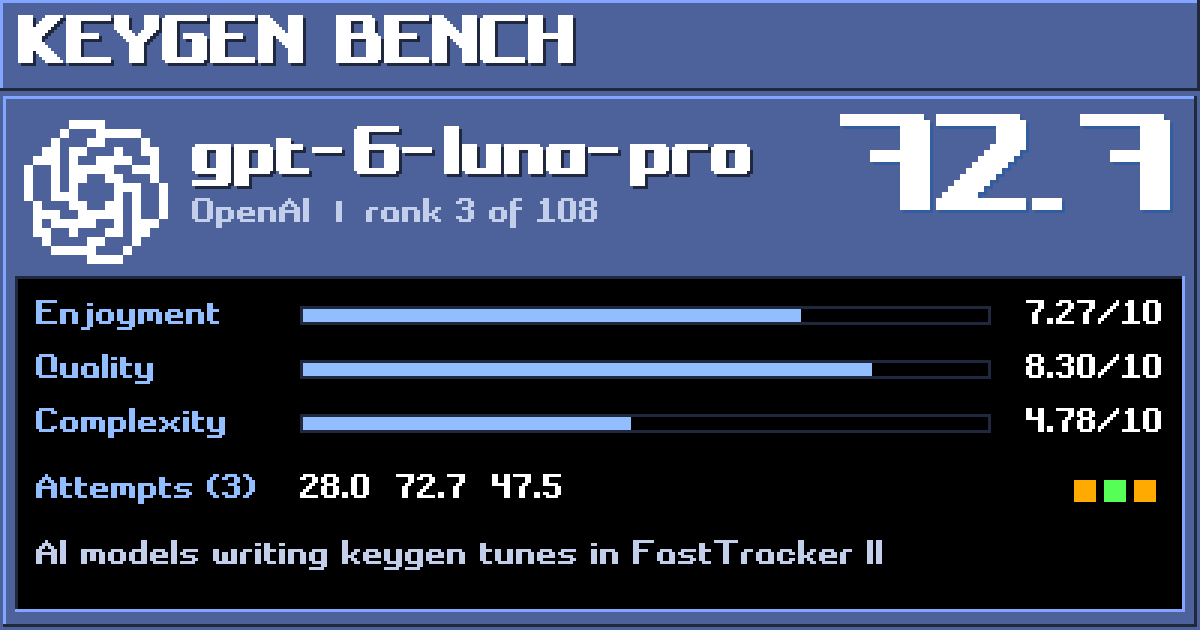 KEYGEN BENCH
gpt-6-luna-pro
72.7
OpenAI | rank 3 of 108
Enjoyment 7.27/10
Quality 8.30/10
Complexity 4.78/10
Attempts (3) 28.0 72.7 47.5
AI models writing keygen tunes in FastTracker II